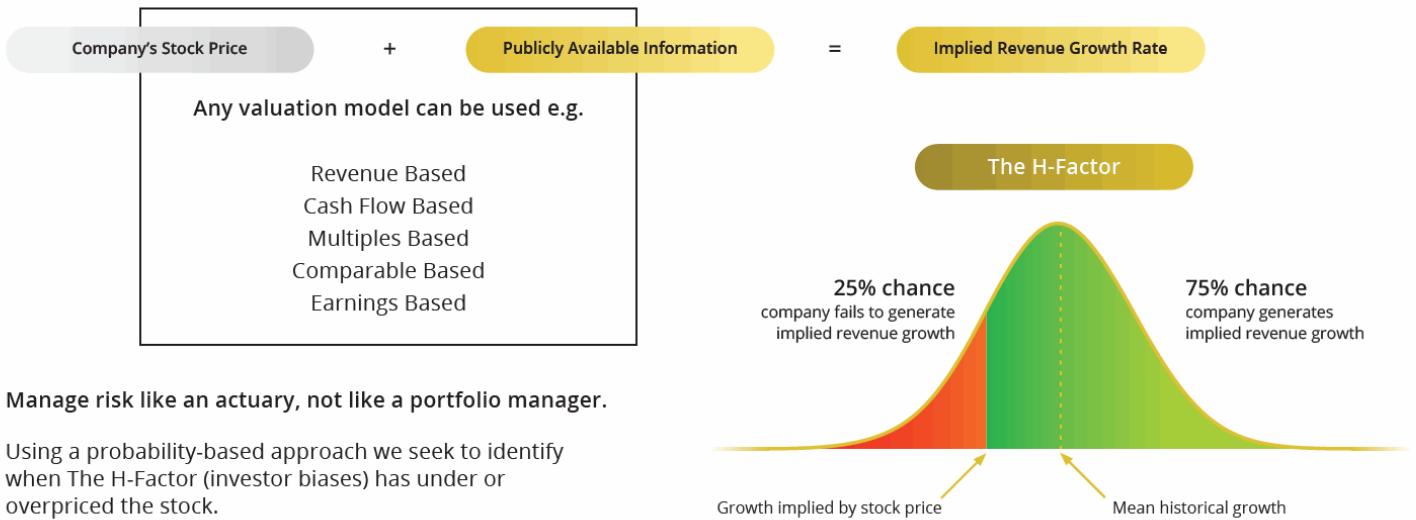 Company's Stock Price + Publicly Available Information = Implied Revenue Growth Rate
Any valuation model can be used e.g.
Revenue Based
Cash Flow Based
Multiples Based
Comparable Based
Earnings Based
Manage risk like an actuary, not like a portfolio manager.
Using a probability-based approach we seek to identify
when The H-Factor (investor biases) has under or
overpriced the stock.
The H-Factor
25% chance
company fails to generate
implied revenue growth
75% chance
company generates
implied revenue growth
Growth implied by stock price
Mean historical growth